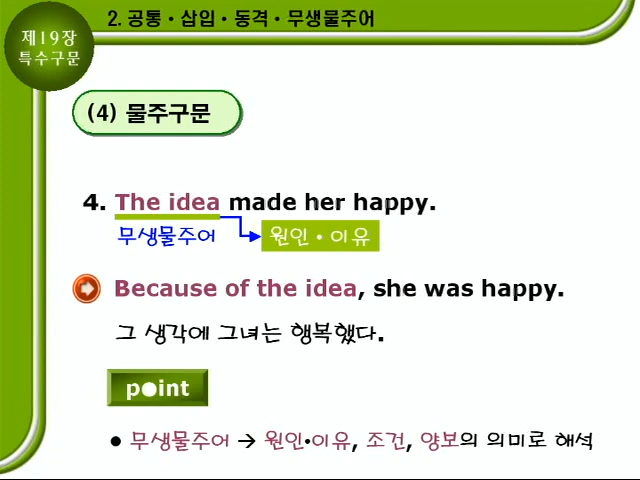 제19장
특수구문
2. 공통 · 삽입 · 동격 · 무생물주어
(4) 물주구문
4. The idea made her happy.
무생물주어
원인 · 이유
Because of the idea, she was happy.
그 생각에 그녀는 행복했다.
point
● 무생물주어 → 원인·이유, 조건, 양보의 의미로 해석